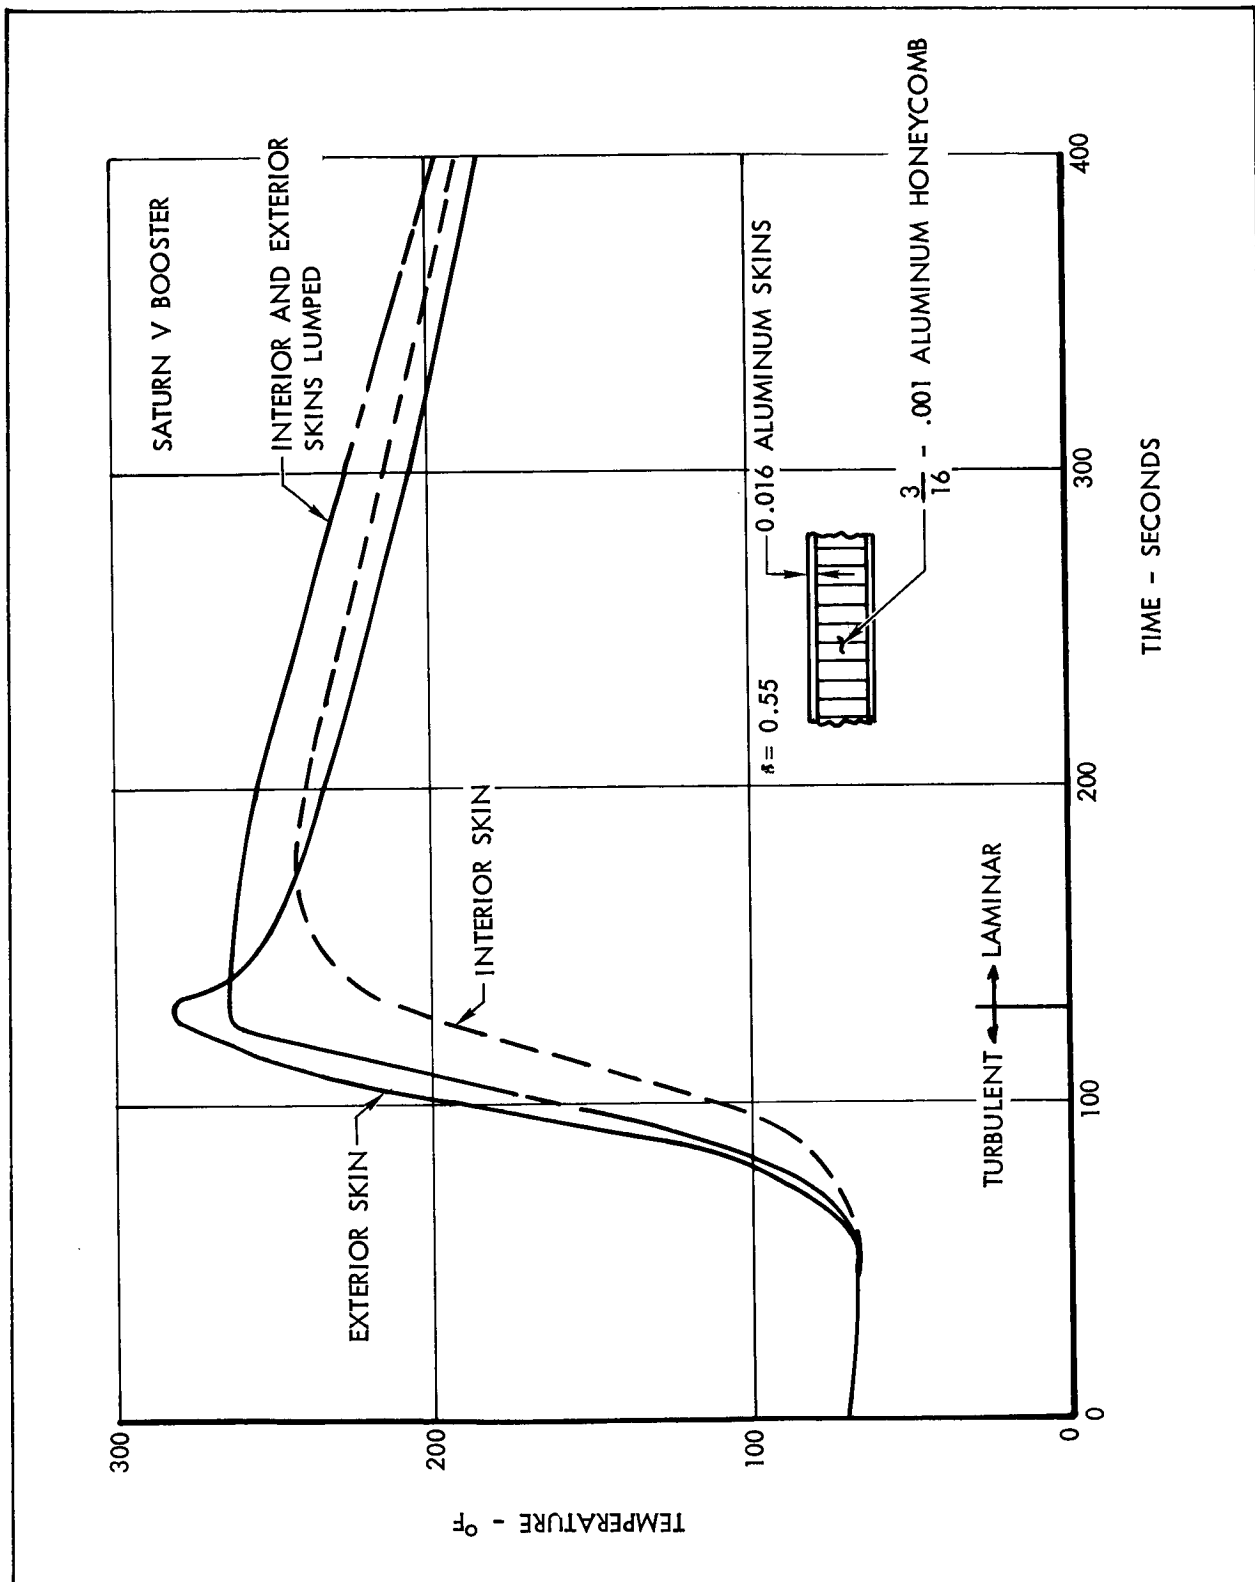 SATURN V BOOSTER
INTERIOR AND EXTERIOR
SKINS LUMPED
EXTERIOR SKIN
INTERIOR SKIN
= 0.55
0.016 ALUMINUM SKINS
3/16 - .001 ALUMINUM HONEYCOMB
TURBULENT
LAMINAR
300
200
100
0
TEMPERATURE - °F
0
100
200
300
400
TIME - SECONDS